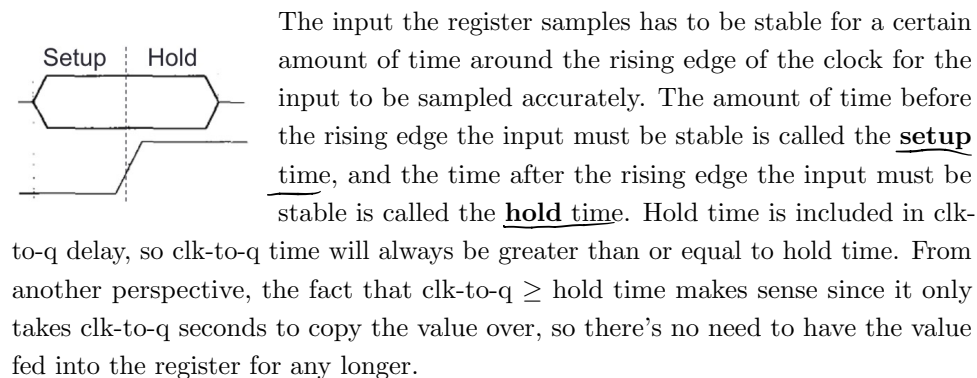 Setup Hold
The input the register samples has to be stable for a certain
amount of time around the rising edge of the clock for the
input to be sampled accurately. The amount of time before
the rising edge the input must be stable is called the setup
time, and the time after the rising edge the input must be
stable is called the hold time. Hold time is included in clk-
to-q delay, so clk-to-q time will always be greater than or equal to hold time. From
another perspective, the fact that clk-to-q ≥ hold time makes sense since it only
takes clk-to-q seconds to copy the value over, so there's no need to have the value
fed into the register for any longer.